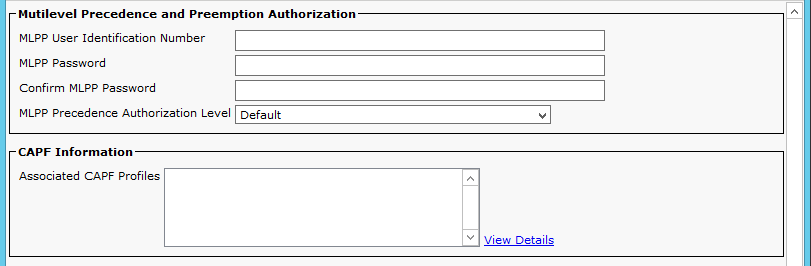 Mutilevel Precedence and Preemption Authorization
MLPP User Identification Number
MLPP Password
Confirm MLPP Password
MLPP Precedence Authorization Level Default
CAPF Information
Associated CAPF Profiles
View Details